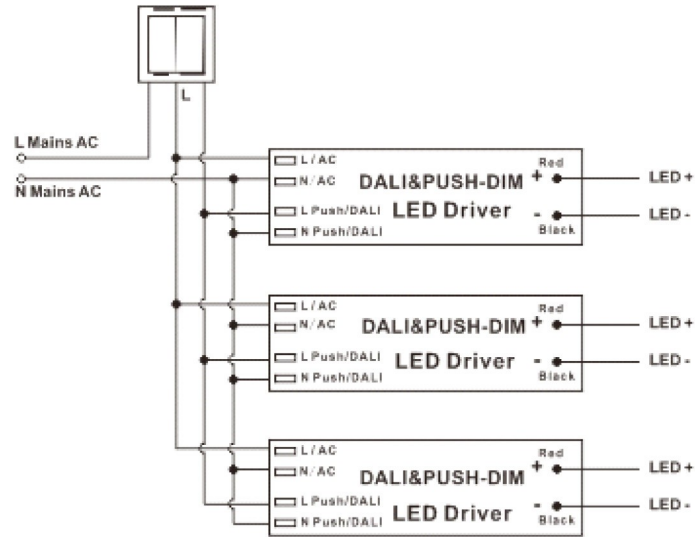 L
L Mains AC
N Mains AC
L/AC
N/AC
L Push/DALI
N Push/DALI
DALI&PUSH-DIM
LED Driver
Red
+
-
Black
LED+
LED-
L/AC
N/AC
L Push/DALI
N Push/DALI
DALI&PUSH-DIM
LED Driver
Red
+
-
Black
LED+
LED-
L/AC
N/AC
L Push/DALI
N Push/DALI
DALI&PUSH-DIM
LED Driver
Red
+
-
Black
LED+
LED-